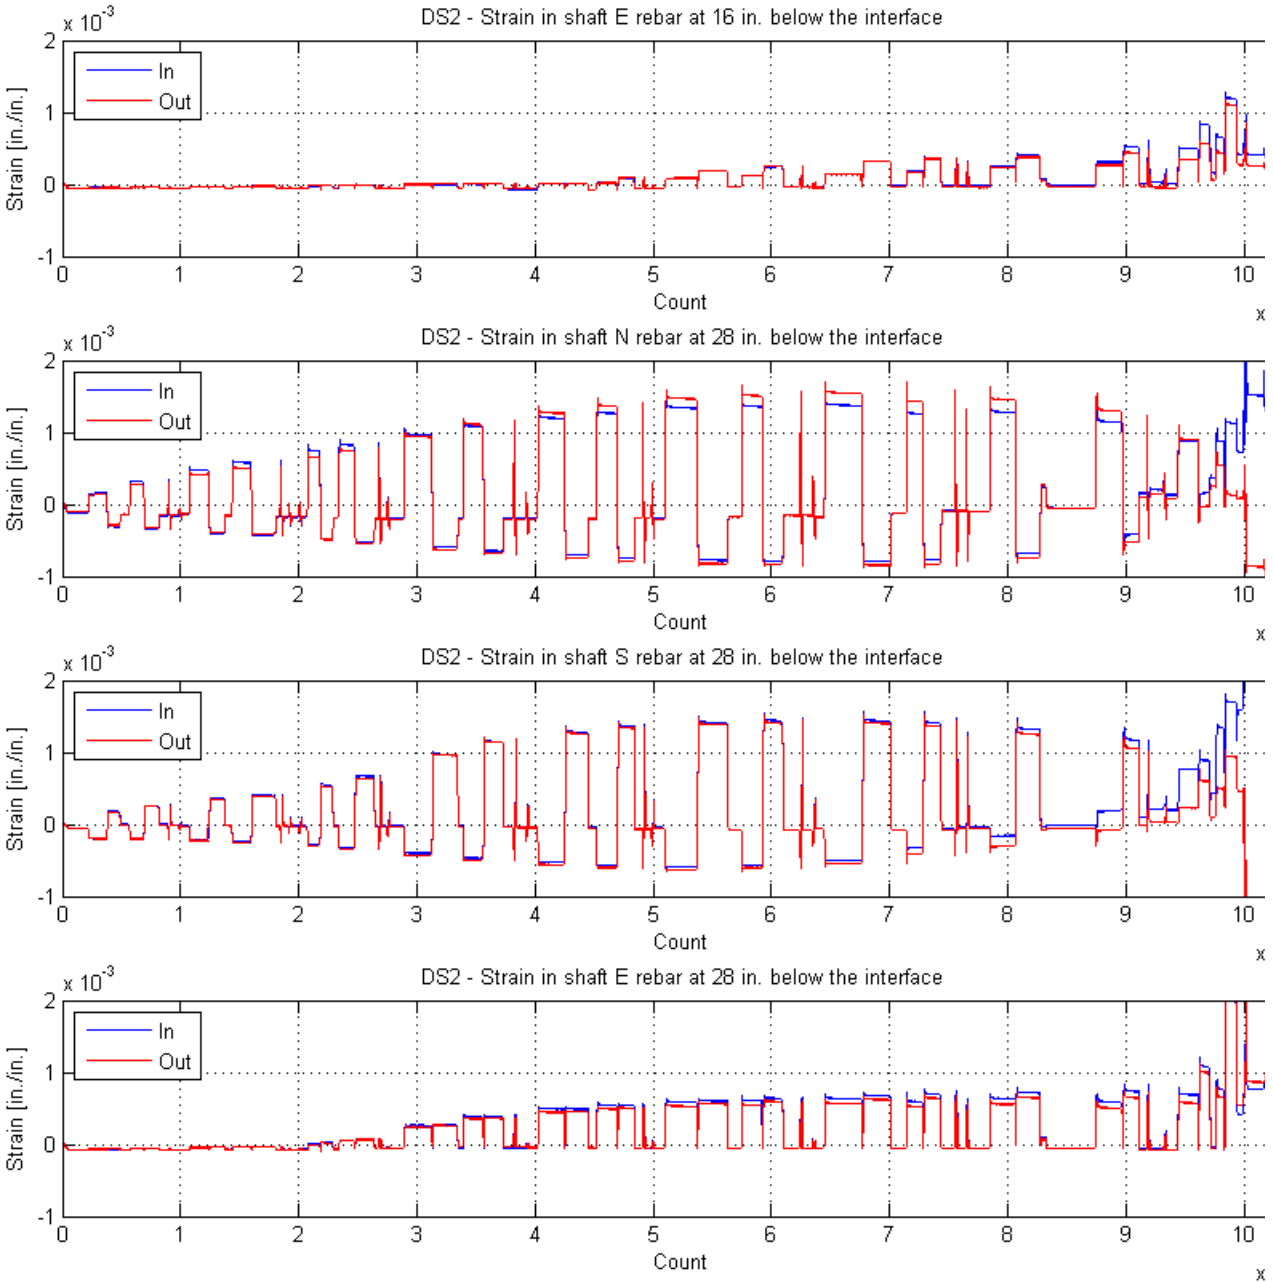 x 10-3
DS2 - Strain in shaft E rebar at 16 in. below the interface
2
1
0
-1
Strain [in./in.]
In
Out
0 1 2 3 4 5 6 7 8 9 10
Count
x
x 10-3
DS2 - Strain in shaft N rebar at 28 in. below the interface
2
1
0
-1
Strain [in./in.]
In
Out
0 1 2 3 4 5 6 7 8 9 10
Count
x
x 10-3
DS2 - Strain in shaft S rebar at 28 in. below the interface
2
1
0
-1
Strain [in./in.]
In
Out
0 1 2 3 4 5 6 7 8 9 10
Count
x
x 10-3
DS2 - Strain in shaft E rebar at 28 in. below the interface
2
1
0
-1
Strain [in./in.]
In
Out
0 1 2 3 4 5 6 7 8 9 10
Count
x